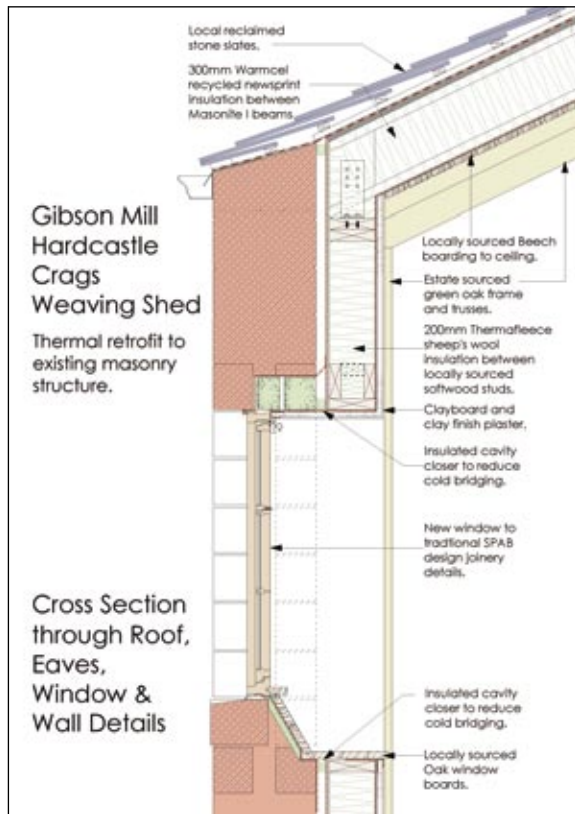 Local reclaimed
stone slates.
300mm Warmcel
recycled newsprint
insulation between
Masonite I beams.
Gibson Mill
Hardcastle
Crags
Weaving Shed
Thermal retrofit to
existing masonry
structure.
Locally sourced Beech
boarding to ceiling.
Estate sourced
green oak frame
and trusses.
200mm Thermafleece
sheep's wool
insulation between
locally sourced
softwood studs.
Clayboard and
clay finish plaster.
Insulated cavity
closer to reduce
cold bridging.
New window to
tradtional SPAB
design joinery
details.
Cross Section
through Roof,
Eaves,
Window &
Wall Details
Insulated cavity
closer to reduce
cold bridging.
Locally sourced
Oak window
boards.